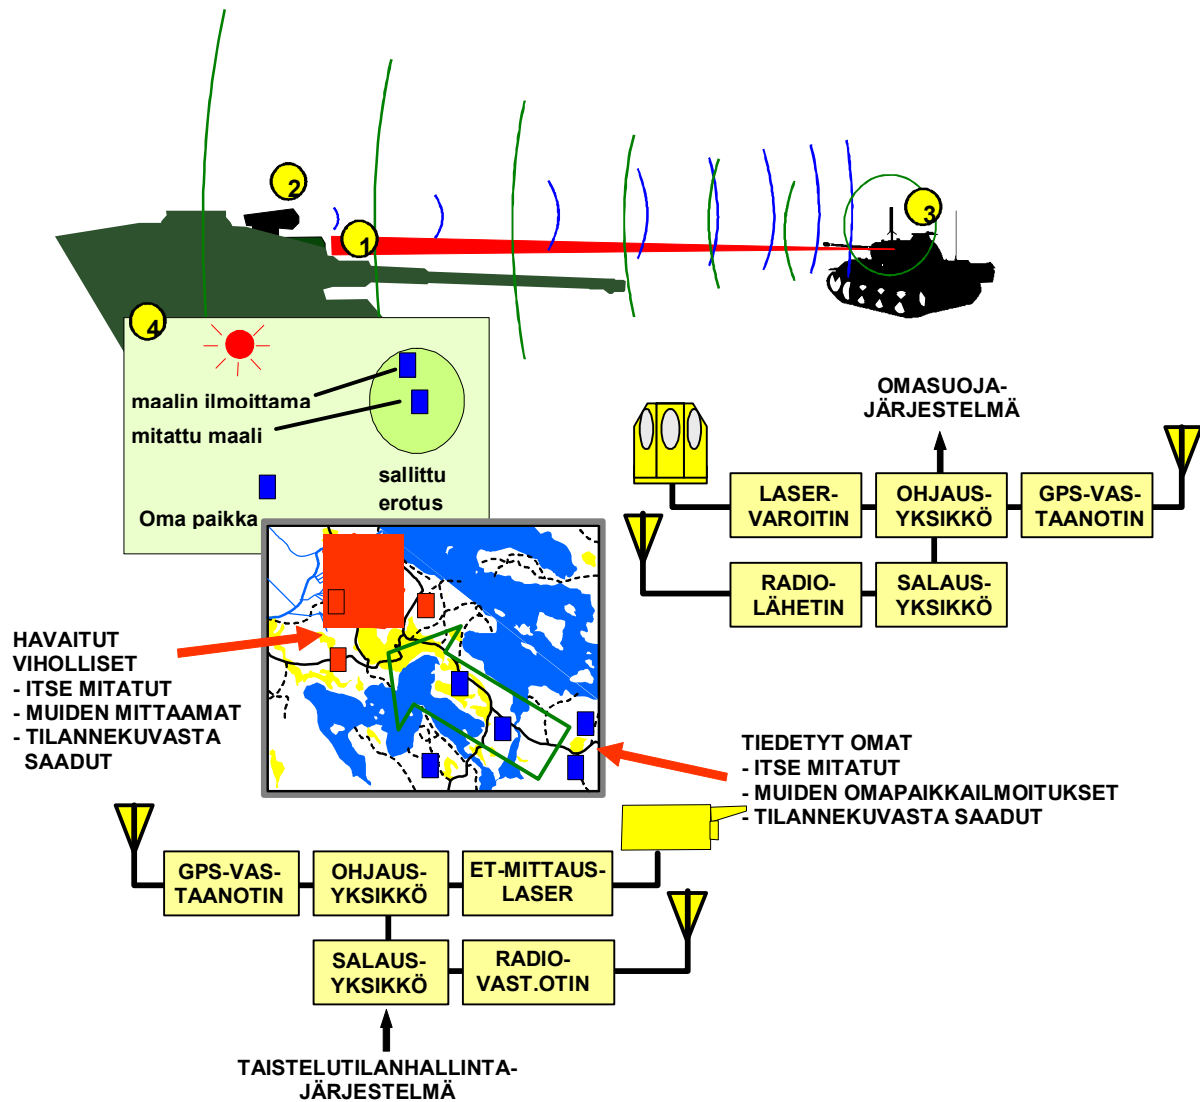 2
1
3
4
maalin ilmoittama
mitattu maali
sallittu
erotus
Oma paikka
OMASUOJA-
JÄRJESTELMÄ
LASER-
VAROITIN
OHJAUS-
YKSIKKÖ
GPS-VAS-
TAANOTIN
RADIO-
LÄHETIN
SALAUS-
YKSIKKÖ
HAVAITUT
VIHOLLISET
- ITSE MITATUT
- MUIDEN MITTAAMAT
- TILANNEKUVASTA
SAADUT
TIEDETYT OMAT
- ITSE MITATUT
- MUIDEN OMAPAIKKAILMOITUKSET
- TILANNEKUVASTA SAADUT
GPS-VAS-
TAANOTIN
OHJAUS-
YKSIKKÖ
ET-MITTAUS-
LASER
SALAUS-
YKSIKKÖ
RADIO-
VAST.OTIN
TAISTELUTILANHALLINTA-
JÄRJESTELMÄ